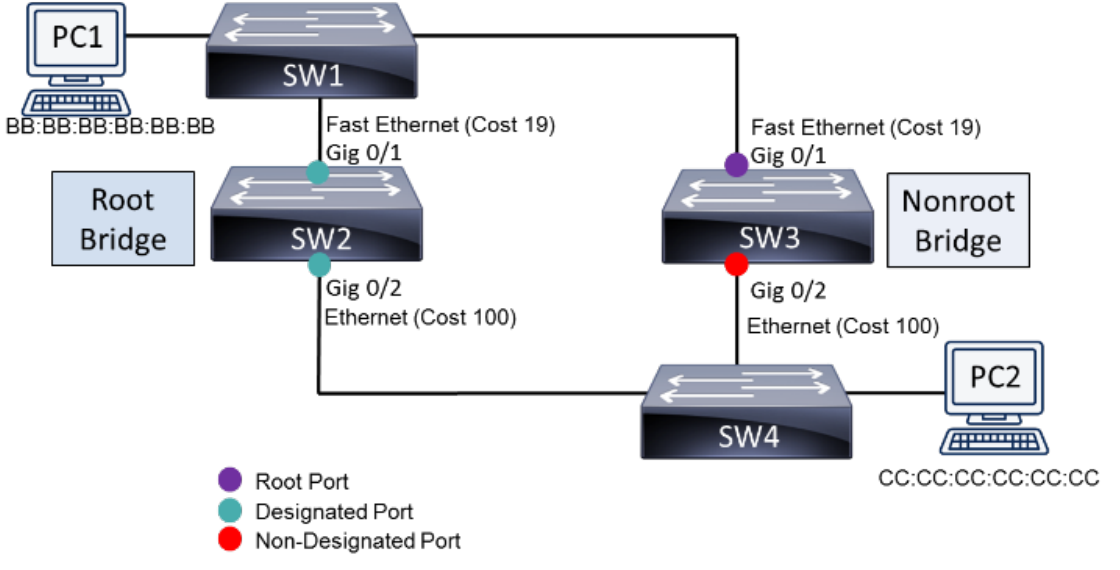 PC1
SW1
BB:BB:BB:BB:BB:BB
Fast Ethernet (Cost 19)
Gig 0/1
Fast Ethernet (Cost 19)
Gig 0/1
Root
Bridge
SW2
SW3
Nonroot
Bridge
Gig 0/2
Ethernet (Cost 100)
Gig 0/2
Ethernet (Cost 100)
PC2
SW4
CC:CC:CC:CC:CC:CC
Root Port
Designated Port
Non-Designated Port